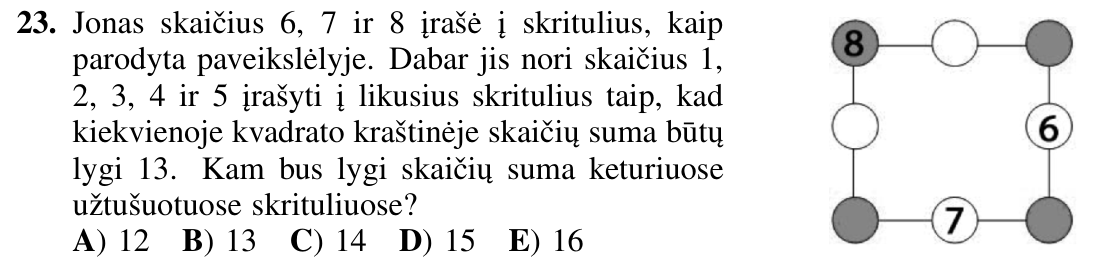 23. Jonas skaičius 6, 7 ir 8 įrašė į skritulius, kaip
parodyta paveikslėlyje. Dabar jis nori skaičius 1,
2, 3, 4 ir 5 įrašyti į likusius skritulius taip, kad
kiekvienoje kvadrato kraštinėje skaičių suma būtų
lygi 13. Kam bus lygi skaičių suma keturiuose
užtušuotuose skrituliuose?
A) 12 B) 13 C) 14 D) 15 E) 16
8
6
7